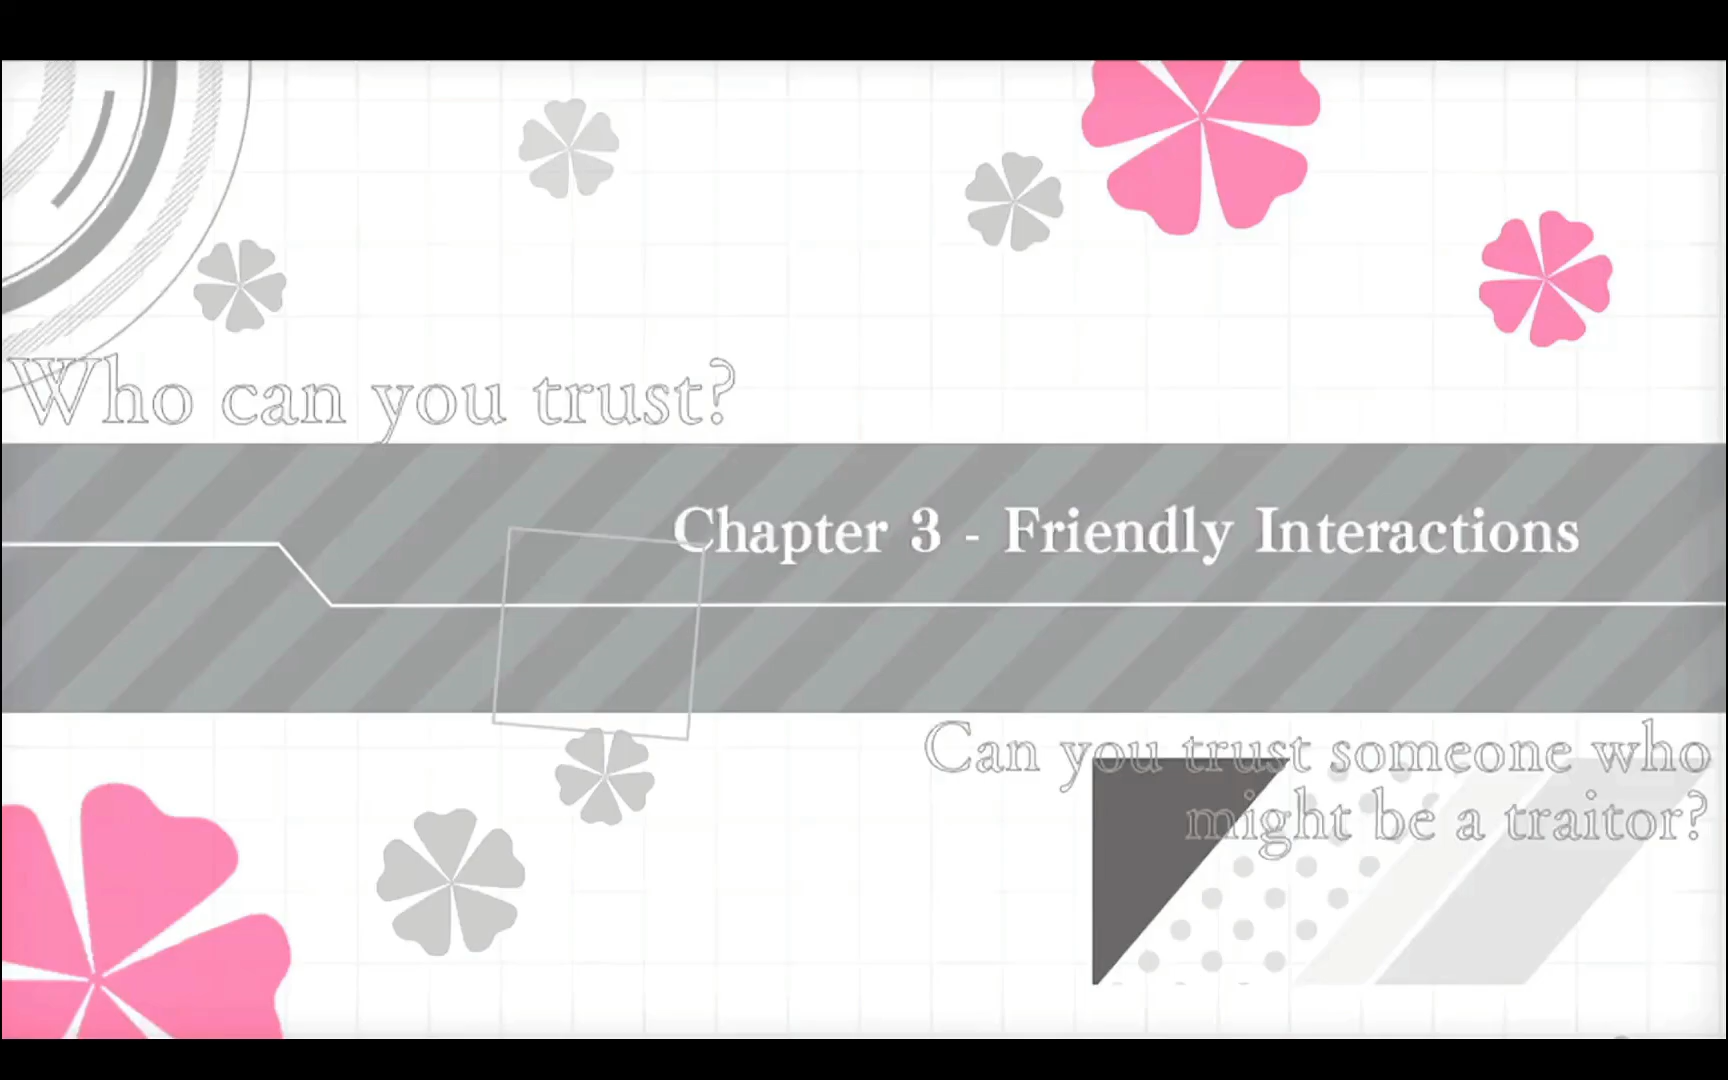 Who can you trust?
Chapter 3 - Friendly Interactions
Can you trust someone who
might be a traitor?